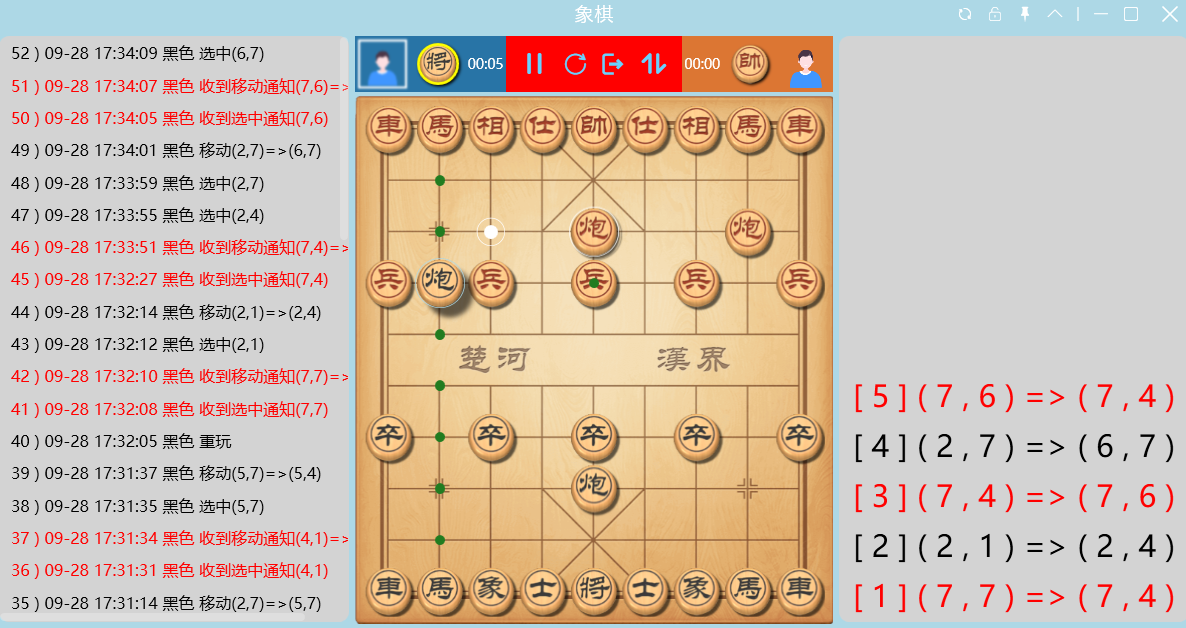 象棋
52 ) 09-28 17:34:09 黑色 选中(6,7)
51 ) 09-28 17:34:07 黑色 收到移动通知(7,6)=>
50 ) 09-28 17:34:05 黑色 收到选中通知(7,6)
49 ) 09-28 17:34:01 黑色 移动(2,7)=>(6,7)
48 ) 09-28 17:33:59 黑色 选中(2,7)
47 ) 09-28 17:33:55 黑色 选中(2,4)
46 ) 09-28 17:33:51 黑色 收到移动通知(7,4)=>
45 ) 09-28 17:32:27 黑色 收到选中通知(7,4)
44 ) 09-28 17:32:14 黑色 移动(2,1)=>(2,4)
43 ) 09-28 17:32:12 黑色 选中(2,1)
42 ) 09-28 17:32:10 黑色 收到移动通知(7,7)=>
41 ) 09-28 17:32:08 黑色 收到选中通知(7,7)
40 ) 09-28 17:32:05 黑色 重玩
39 ) 09-28 17:31:37 黑色 移动(5,7)=>(5,4)
38 ) 09-28 17:31:35 黑色 选中(5,7)
37 ) 09-28 17:31:34 黑色 收到移动通知(4,1)=>
36 ) 09-28 17:31:31 黑色 收到选中通知(4,1)
35 ) 09-28 17:31:14 黑色 移动(2,7)=>(5,7)
將 00:05 00:00 帥
車 馬 相 仕 帥 仕 相 馬 車
炮 炮
兵 炮 兵 兵 兵 兵
楚河 漢界
卒 卒 卒 卒 卒
炮
車 馬 象 士 將 士 象 馬 車
[5](7,6)=>(7,4)
[4](2,7)=>(6,7)
[3](7,4)=>(7,6)
[2](2,1)=>(2,4)
[1](7,7)=>(7,4)